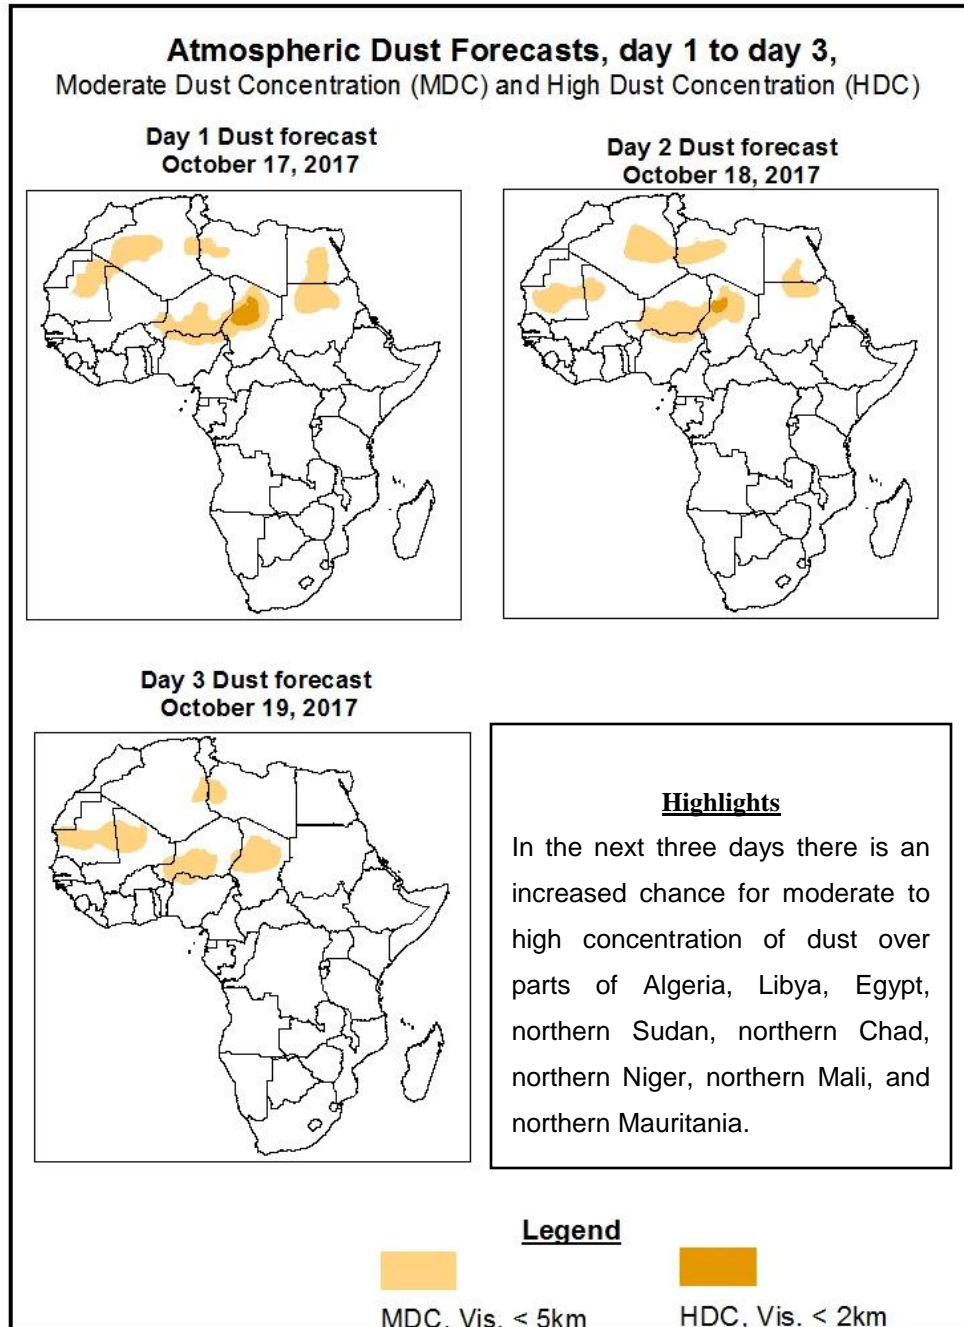 Atmospheric Dust Forecasts, day 1 to day 3,
Moderate Dust Concentration (MDC) and High Dust Concentration (HDC)
Day 1 Dust forecast
October 17, 2017
Day 2 Dust forecast
October 18, 2017
Day 3 Dust forecast
October 19, 2017
Highlights
In the next three days there is an
increased chance for moderate to
high concentration of dust over
parts of Algeria, Libya, Egypt,
northern Sudan, northern Chad,
northern Niger, northern Mali, and
northern Mauritania.
Legend
MDC, Vis. < 5km
HDC, Vis. < 2km